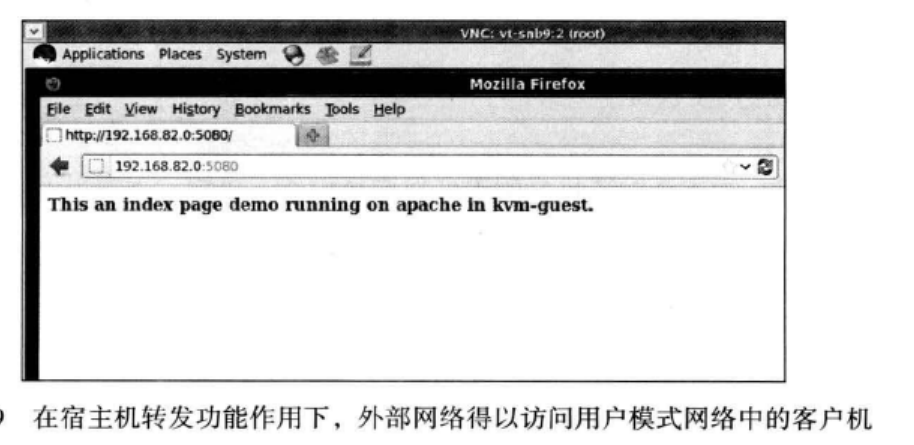 VNC: vt-snb9:2 (root)
Applications Places System
Mozilla Firefox
File Edit View History Bookmarks Tools Help
http://192.168.82.0:5080/
192.168.82.0:5080
This an index page demo running on apache in kvm-guest.
9 在宿主机转发功能作用下，外部网络得以访问用户模式网络中的客户机